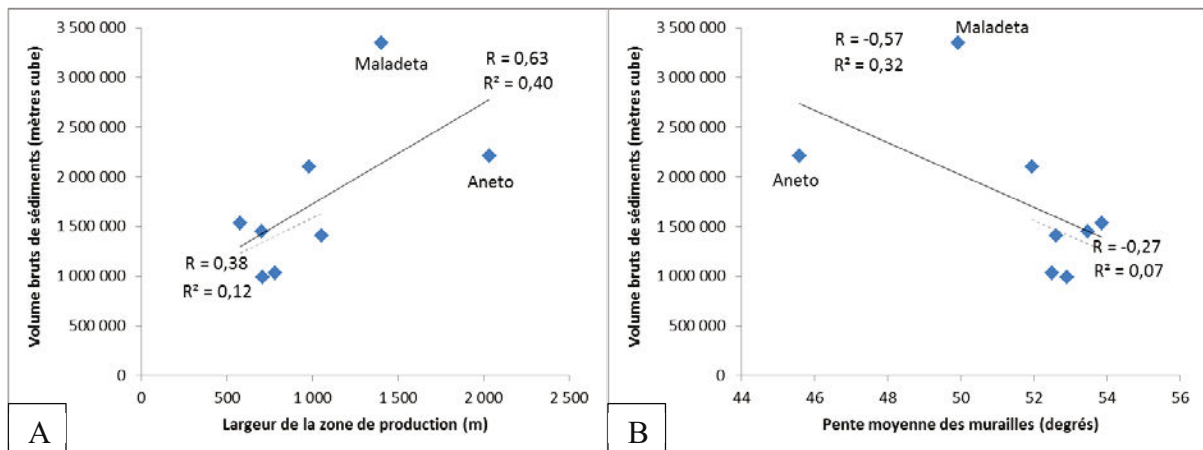 3 500 000
3 000 000
2 500 000
2 000 000
1 500 000
1 000 000
500 000
0
Volume bruts de sédiments (mètres cube)
Maladeta
R = 0,63
R² = 0,40
Aneto
R = 0,38
R² = 0,12
0 500 1 000 1 500 2 000 2 500
Largeur de la zone de production (m)
A
3 500 000
3 000 000
2 500 000
2 000 000
1 500 000
1 000 000
500 000
0
Volume bruts de sédiments (mètres cube)
Maladeta
R = -0,57
R² = 0,32
Aneto
R = -0,27
R² = 0,07
44 46 48 50 52 54 56
Pente moyenne des murailles (degrés)
B